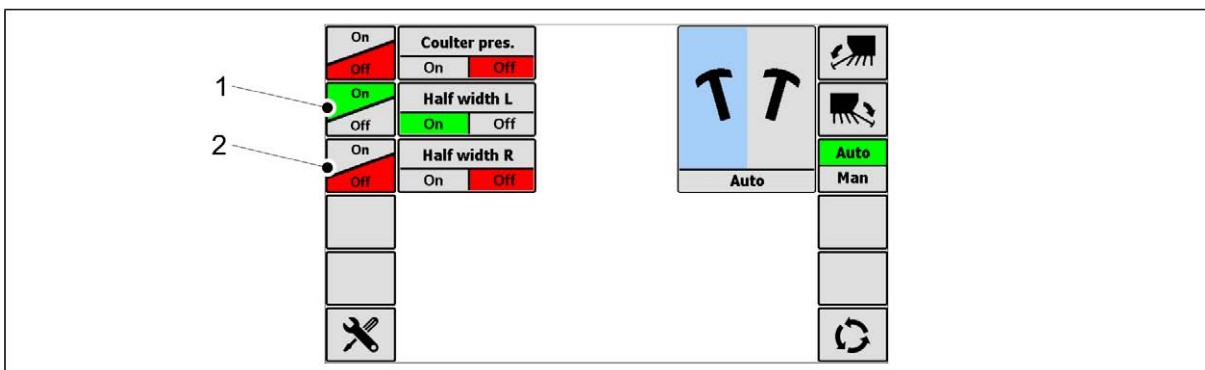 On
Off
Coulter pres.
On Off
1
On
Off
Half width L
On Off
2
On
Off
Half width R
On Off
Auto
Auto
Man